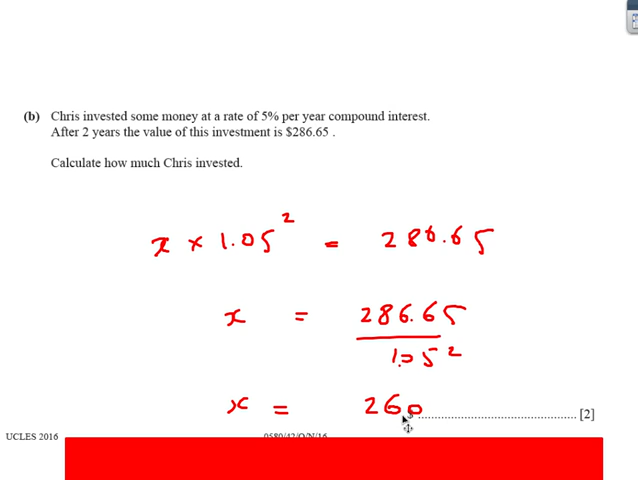 (b) Chris invested some money at a rate of 5% per year compound interest.
After 2 years the value of this investment is $286.65 .
Calculate how much Chris invested.
x × 1.05² = 286.65
x = 286.65
1.05²
x = 260
$ ............................................ [2]
UCLES 2016 0580/42/O/N/16